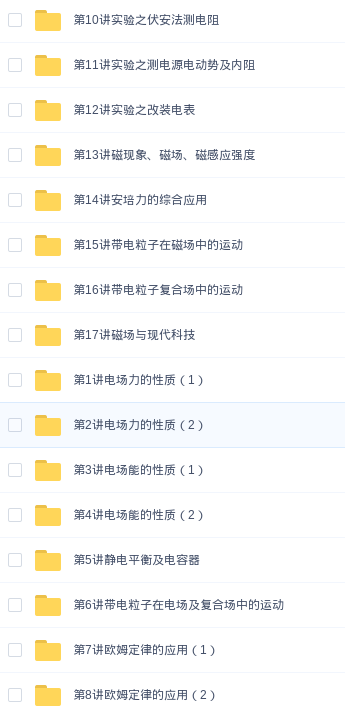 第10讲实验之伏安法测电阻
第11讲实验之测电源电动势及内阻
第12讲实验之改装电表
第13讲磁现象、磁场、磁感应强度
第14讲安培力的综合应用
第15讲带电粒子在磁场中的运动
第16讲带电粒子复合场中的运动
第17讲磁场与现代科技
第1讲电场力的性质（1）
第2讲电场力的性质（2）
第3讲电场能的性质（1）
第4讲电场能的性质（2）
第5讲静电平衡及电容器
第6讲带电粒子在电场及复合场中的运动
第7讲欧姆定律的应用（1）
第8讲欧姆定律的应用（2）